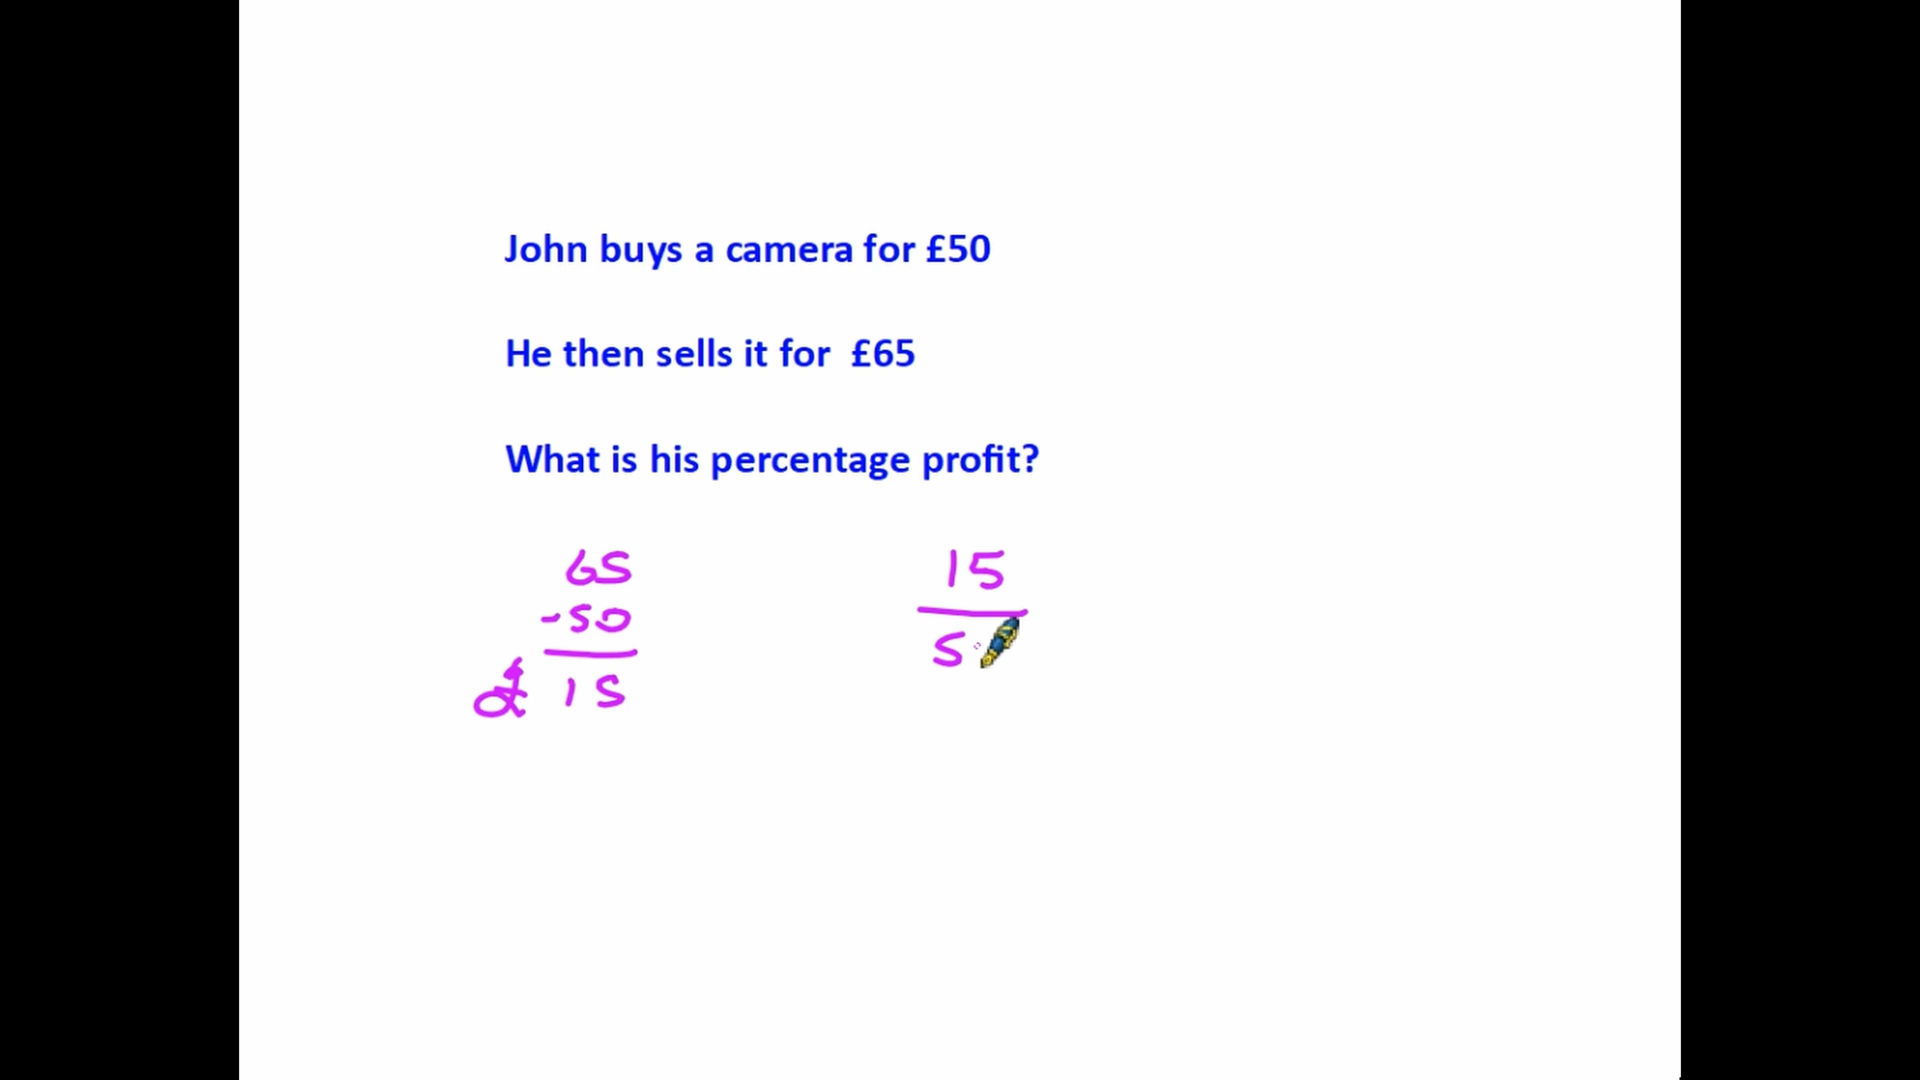 John buys a camera for £50
He then sells it for £65
What is his percentage profit?
65
-50
£ 15
15
5